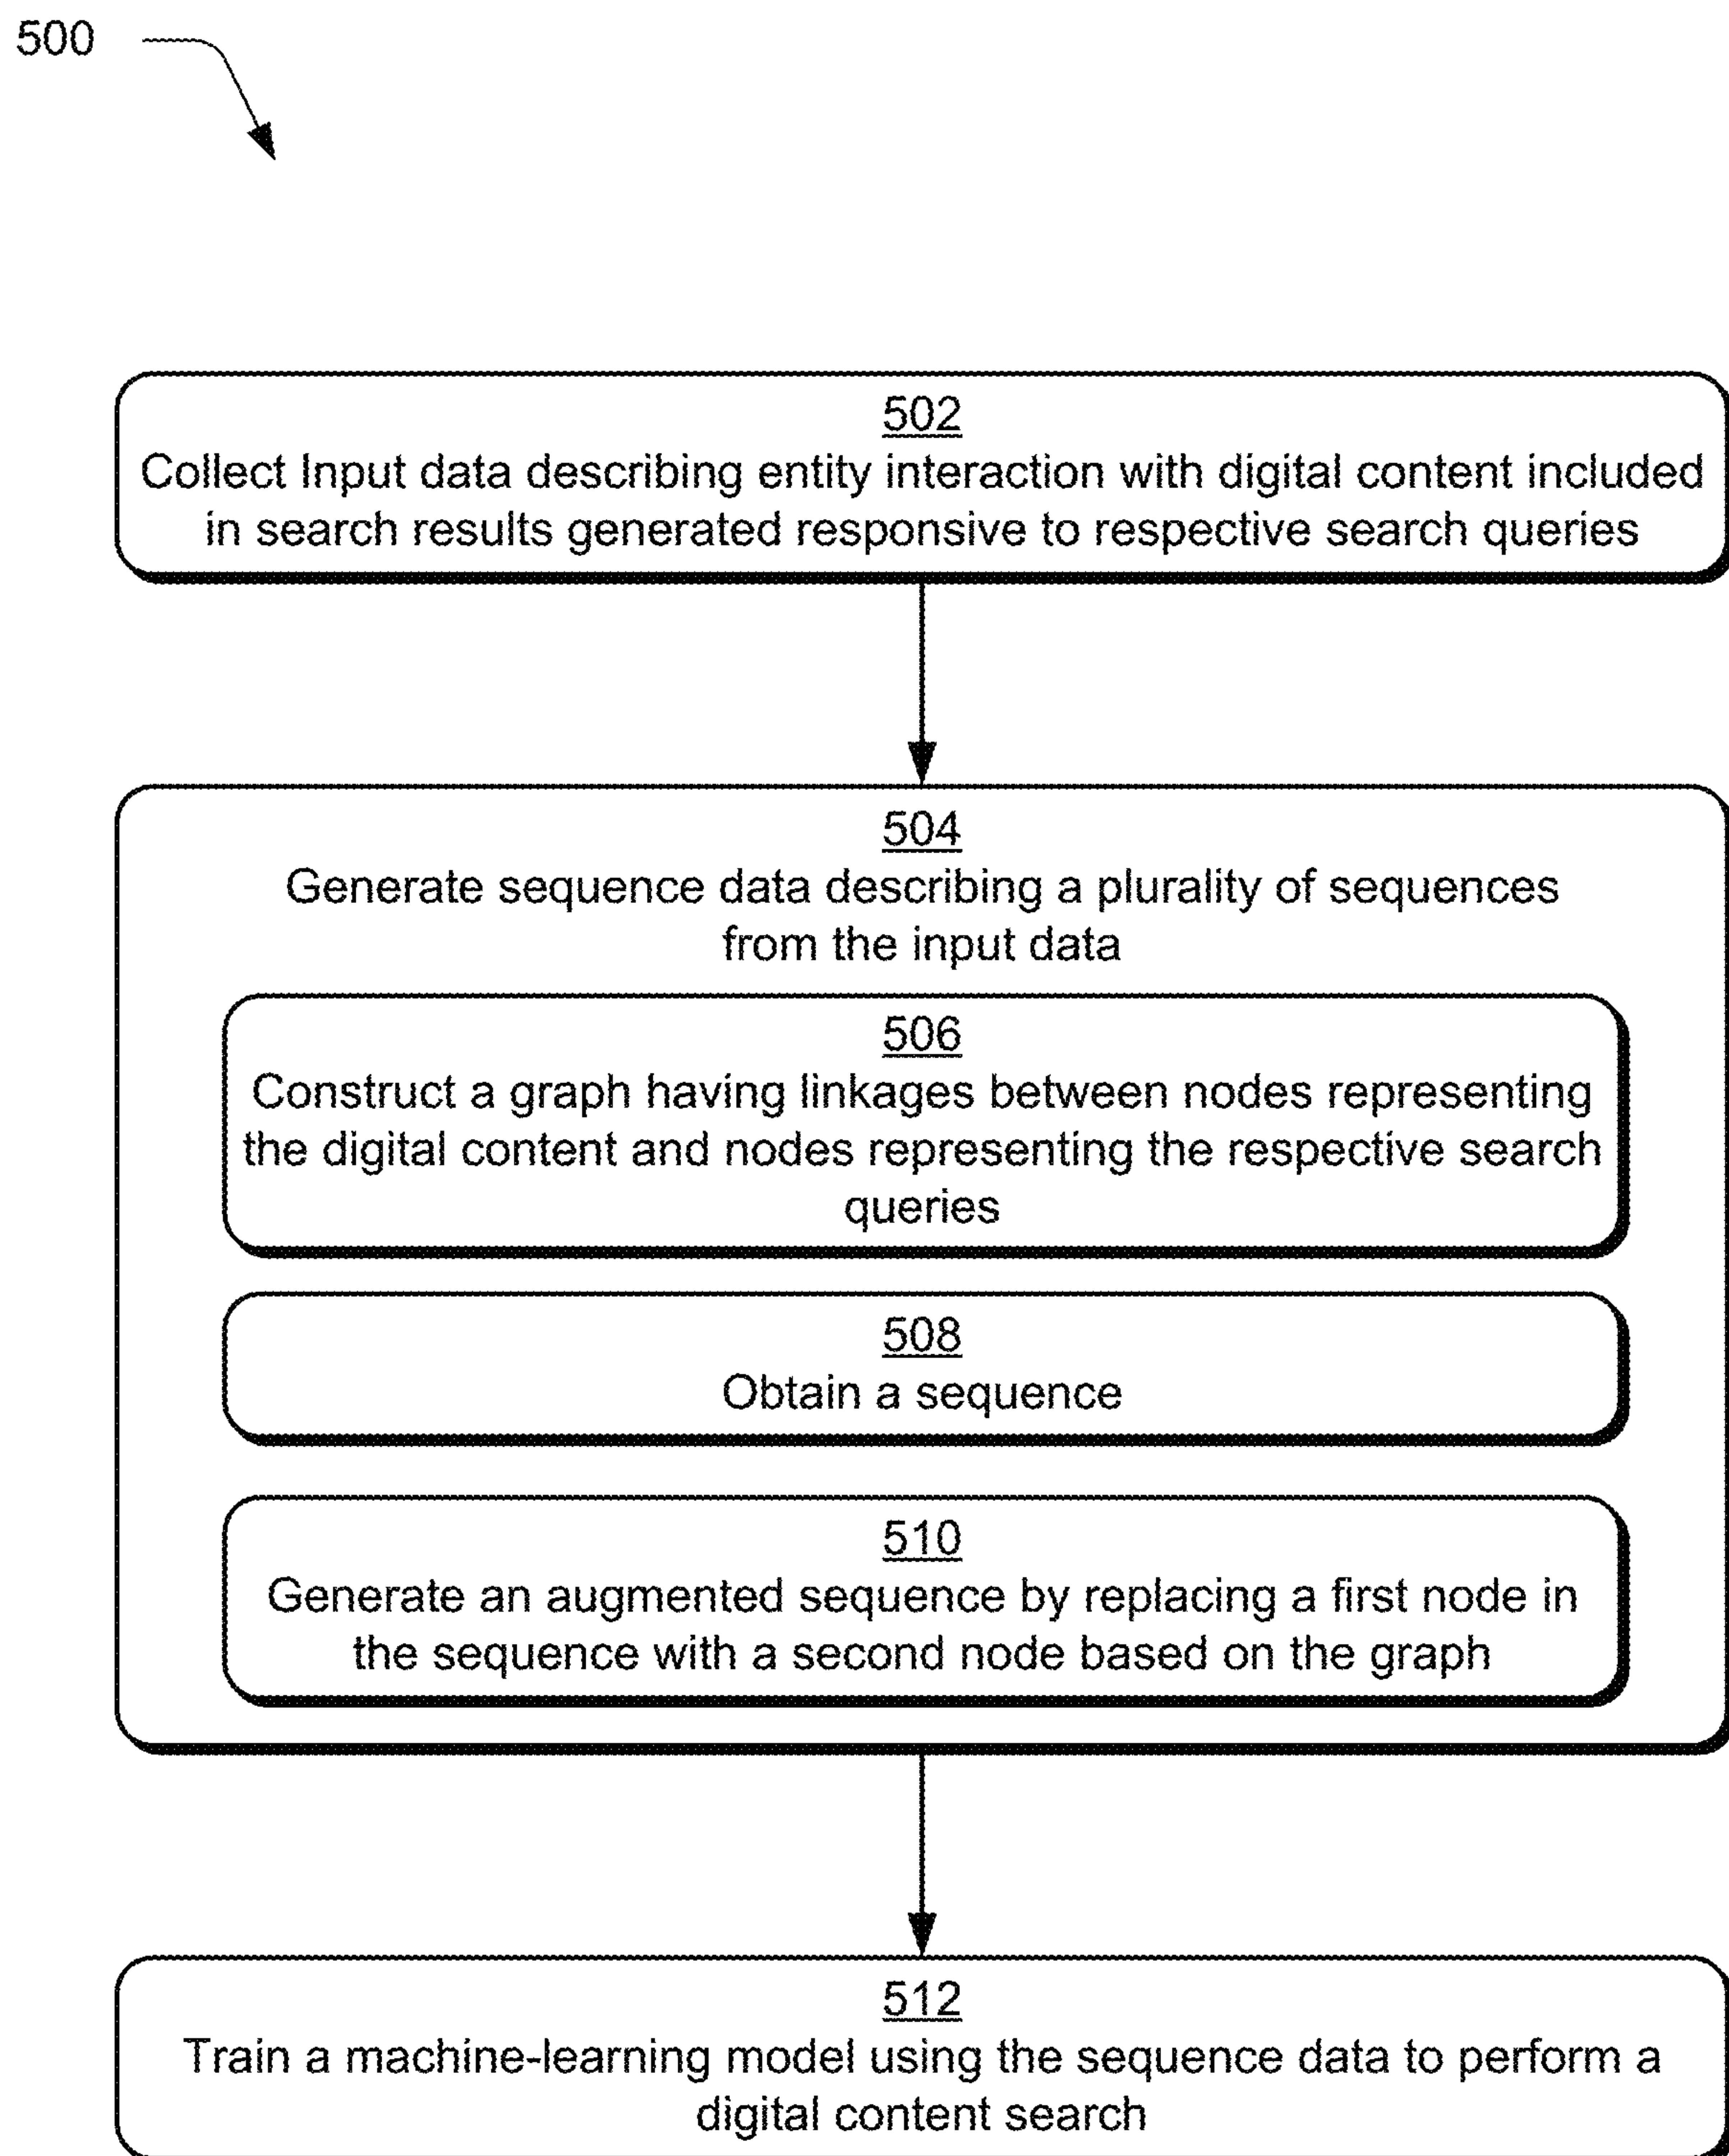 500
502
Collect Input data describing entity interaction with digital content included
in search results generated responsive to respective search queries
504
Generate sequence data describing a plurality of sequences
from the input data
506
Construct a graph having linkages between nodes representing
the digital content and nodes representing the respective search
queries
508
Obtain a sequence
510
Generate an augmented sequence by replacing a first node in
the sequence with a second node based on the graph
512
Train a machine-learning model using the sequence data to perform a
digital content search